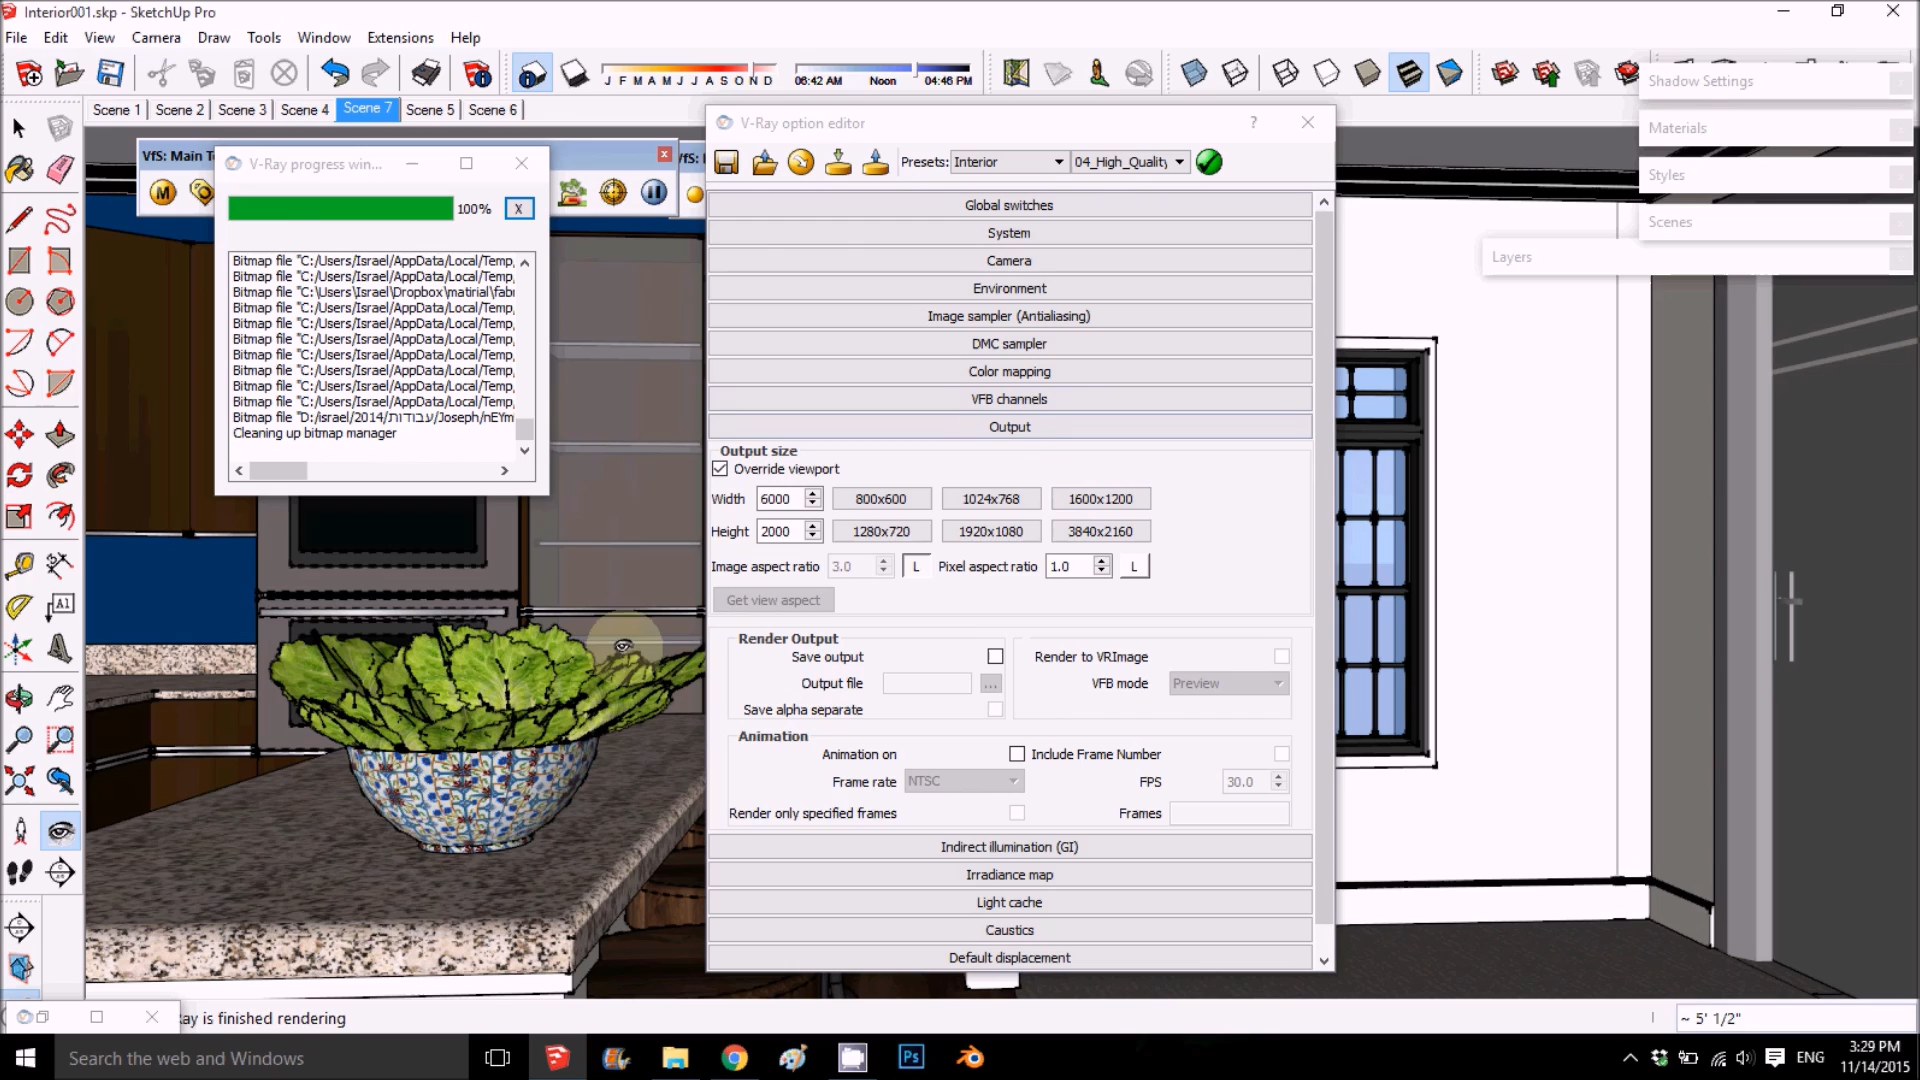 Interior001.skp - SketchUp Pro
File Edit View Camera Draw Tools Window Extensions Help
J F M A M J J A S O N D
06:42 AM Noon 04:46 PM
Shadow Settings
Materials
Styles
Scenes
Layers
Scene 1 Scene 2 Scene 3 Scene 4 Scene 7 Scene 5 Scene 6
VfS: Main T
V-Ray progress win...
M
100% X
Bitmap file "C:/Users/Israel/AppData/Local/Temp,
Bitmap file "C:/Users/Israel/AppData/Local/Temp,
Bitmap file "C:\Users\Israel\Dropbox\matirial\fabr
Bitmap file "C:/Users/Israel/AppData/Local/Temp,
Bitmap file "C:/Users/Israel/AppData/Local/Temp,
Bitmap file "C:/Users/Israel/AppData/Local/Temp,
Bitmap file "C:/Users/Israel/AppData/Local/Temp,
Bitmap file "C:/Users/Israel/AppData/Local/Temp,
Bitmap file "C:/Users/Israel/AppData/Local/Temp,
Bitmap file "C:/Users/Israel/AppData/Local/Temp,
Bitmap file "D:/israel/2014/עבודות/Joseph/nEYm
Cleaning up bitmap manager
V-Ray option editor
Presets: Interior 04_High_Quality
Global switches
System
Camera
Environment
Image sampler (Antialiasing)
DMC sampler
Color mapping
VFB channels
Output
Output size
Override viewport
Width 6000 800x600 1024x768 1600x1200
Height 2000 1280x720 1920x1080 3840x2160
Image aspect ratio 3.0 L Pixel aspect ratio 1.0 L
Get view aspect
Render Output
Save output Render to VRImage
Output file ... VFB mode Preview
Save alpha separate
Animation
Animation on Include Frame Number
Frame rate NTSC FPS 30.0
Render only specified frames Frames
Indirect illumination (GI)
Irradiance map
Light cache
Caustics
Default displacement
Ray is finished rendering
~ 5' 1/2"
Search the web and Windows
Ps
ENG
3:29 PM
11/14/2015